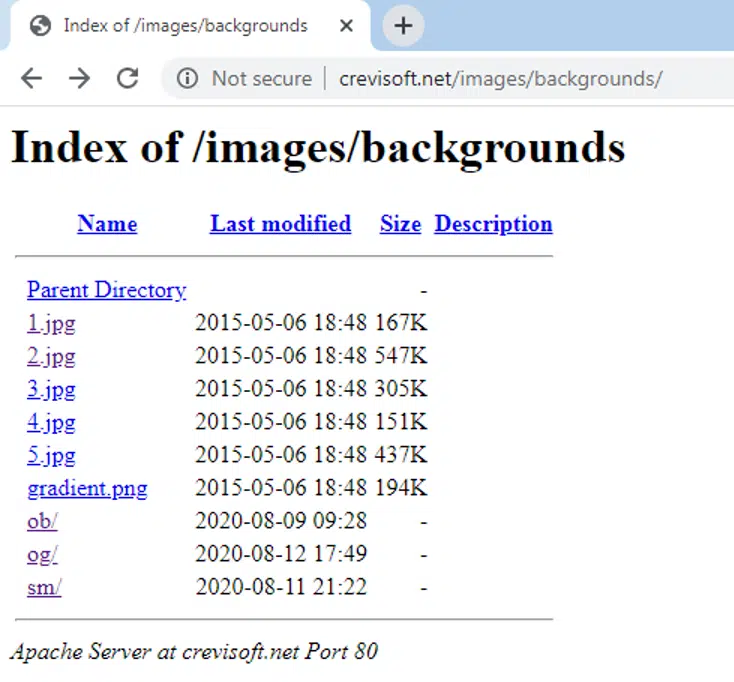 Index of /images/backgrounds
Not secure | crevisoft.net/images/backgrounds/
Index of /images/backgrounds
Name Last modified Size Description
Parent Directory -
1.jpg 2015-05-06 18:48 167K
2.jpg 2015-05-06 18:48 547K
3.jpg 2015-05-06 18:48 305K
4.jpg 2015-05-06 18:48 151K
5.jpg 2015-05-06 18:48 437K
gradient.png 2015-05-06 18:48 194K
ob/ 2020-08-09 09:28 -
og/ 2020-08-12 17:49 -
sm/ 2020-08-11 21:22 -
Apache Server at crevisoft.net Port 80